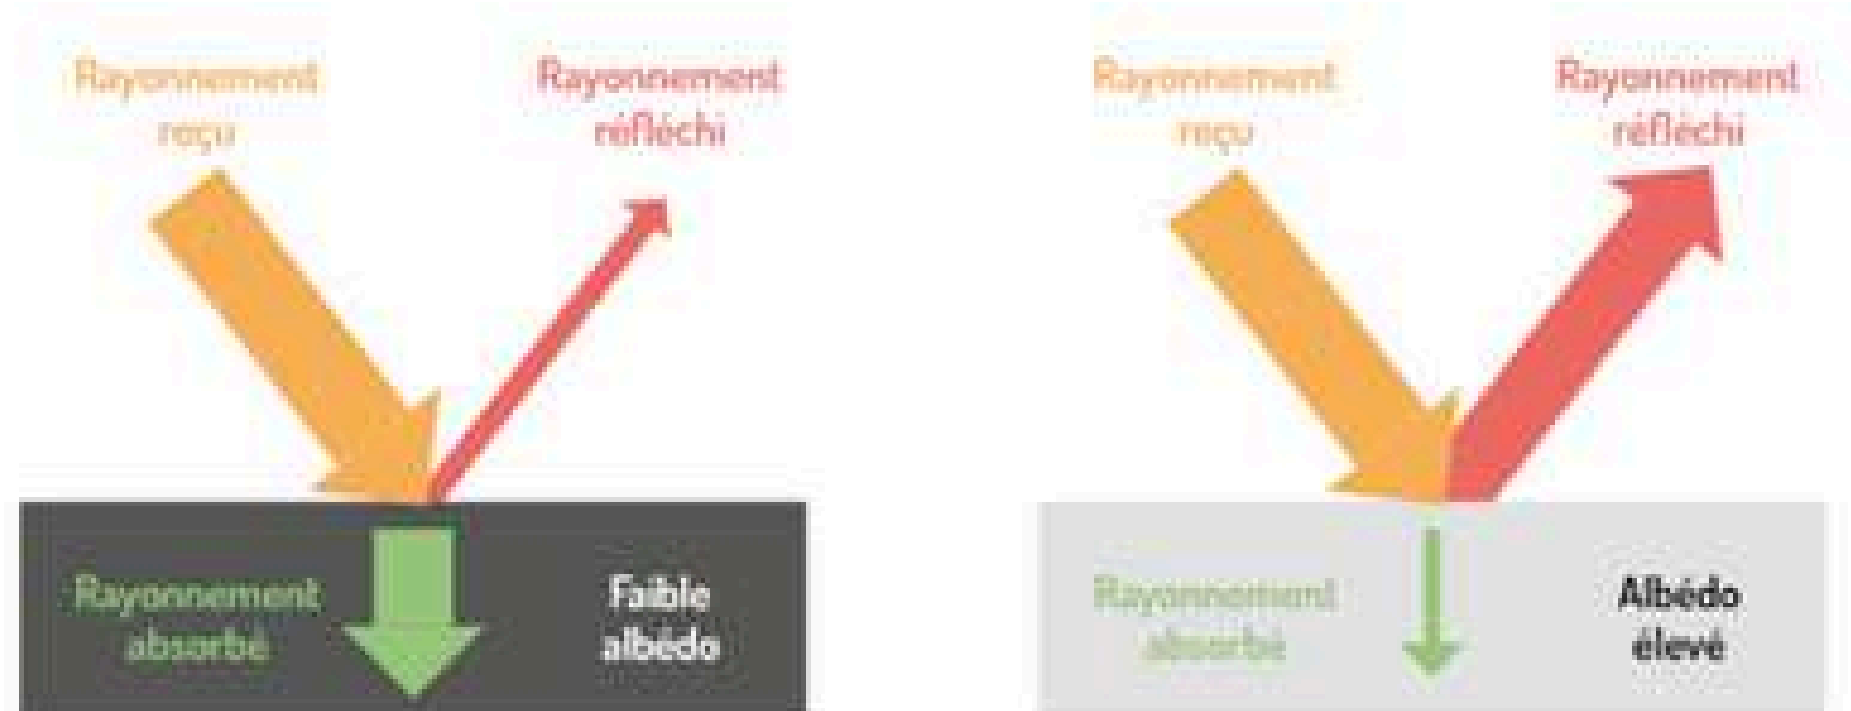 Rayonnement
reçu
Rayonnement
réfléchi
Rayonnement
absorbé
Faible
albédo
Rayonnement
reçu
Rayonnement
réfléchi
Rayonnement
absorbé
Albédo
élevé